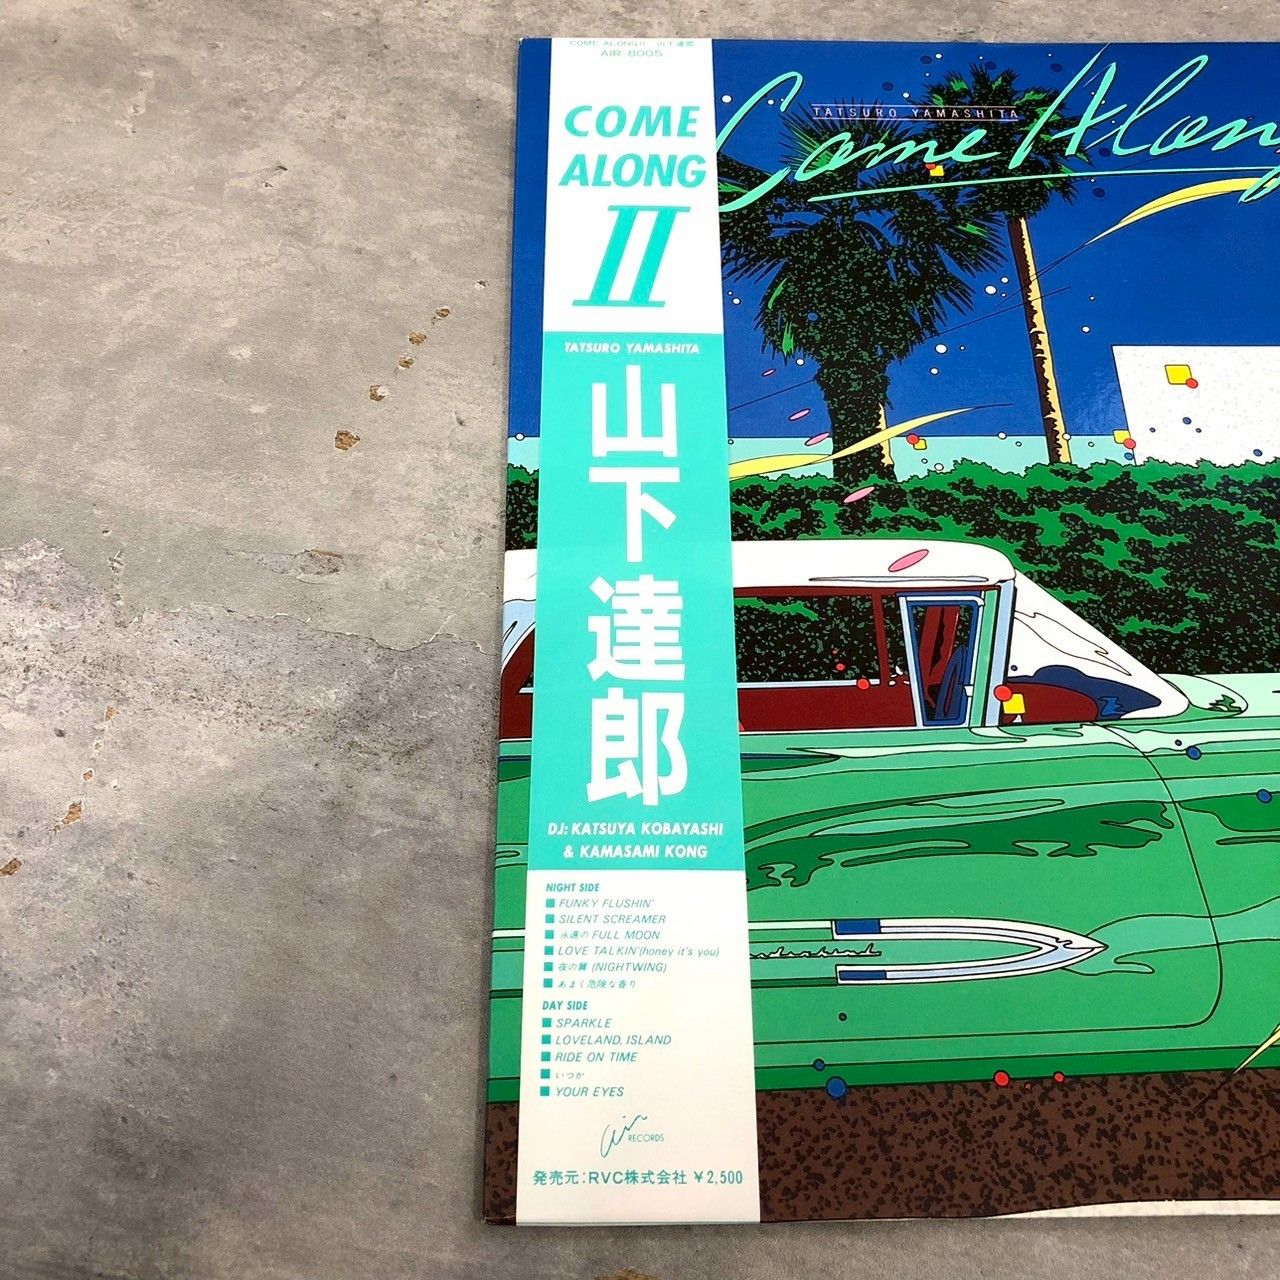 COME ALONG II 山下達郎
AIR-8005
COME
ALONG
II
TATSURO YAMASHITA
山下達郎
DJ: KATSUYA KOBAYASHI
& KAMASAMI KONG
NIGHT SIDE
FUNKY FLUSHIN'
SILENT SCREAMER
永遠のFULL MOON
LOVE TALKIN'(honey it's you)
夜の翼 (NIGHTWING)
あまく危険な香り
DAY SIDE
SPARKLE
LOVELAND, ISLAND
RIDE ON TIME
いつか
YOUR EYES
air RECORDS
発売元:RVC株式会社 ¥2,500
TATSURO YAMASHITA
Come Along